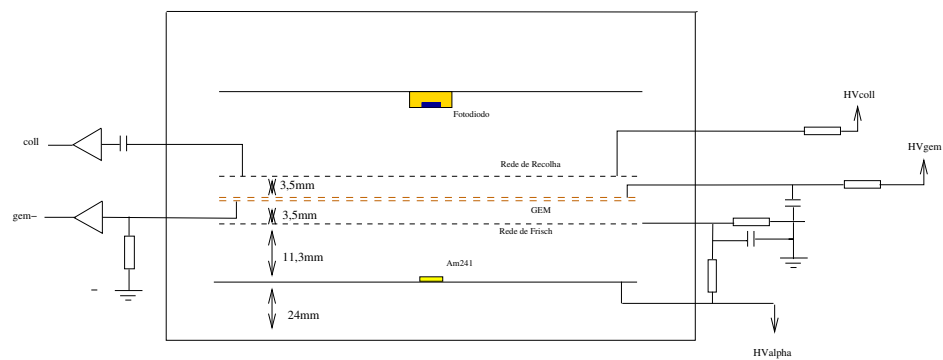 HVcoll
Fotodiodo
coll
HVgem
Rede de Recolha
3,5mm
GEM
gem-
3,5mm
Rede de Frisch
11,3mm
Am241
24mm
HValpha